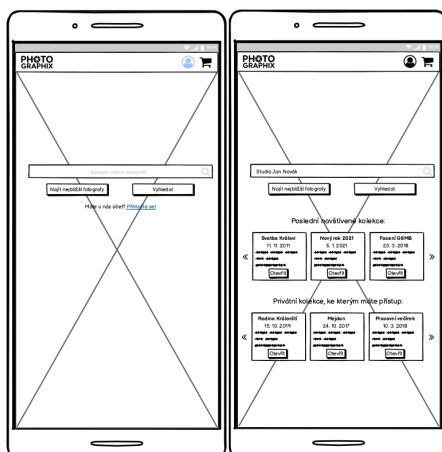 PHOTO
GRAPHIX
Zadejte jméno fotografa
Najít nejbližší fotografy
Vyhledat
Máte u nás účet? Přihlašte se!
PHOTO
GRAPHIX
Studio Jan Novák
Najít nejbližší fotografy
Vyhledat
Poslední navštívené kolekce:
«
Svatba Královi
11. 11. 2011
Otevřít
Nový rok 2021
5. 1. 2021
Otevřít
Focení GEMB
23. 3. 2018
Otevřít
»
Privátní kolekce, ke kterým máte přístup:
«
Rodina Královští
15. 10. 2019
Otevřít
Mejdan
24. 10. 2017
Otevřít
Pracovní večírek
10. 3. 2018
Otevřít
»